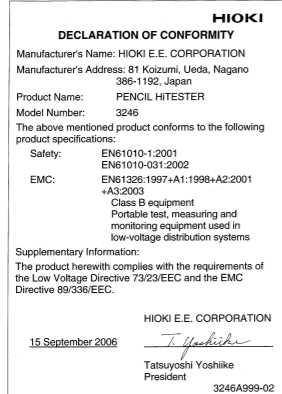 HIOKI
DECLARATION OF CONFORMITY
Manufacturer's Name: HIOKI E.E. CORPORATION
Manufacturer's Address: 81 Koizumi, Ueda, Nagano
386-1192, Japan
Product Name: PENCIL HiTESTER
Model Number: 3246
The above mentioned product conforms to the following
product specifications:
Safety: EN61010-1:2001
EN61010-031:2002
EMC: EN61326:1997+A1:1998+A2:2001
+A3:2003
Class B equipment
Portable test, measuring and
monitoring equipment used in
low-voltage distribution systems
Supplementary Information:
The product herewith complies with the requirements of
the Low Voltage Directive 73/23/EEC and the EMC
Directive 89/336/EEC.
HIOKI E.E. CORPORATION
15 September 2006 T. Yoshiike
Tatsuyoshi Yoshiike
President
3246A999-02